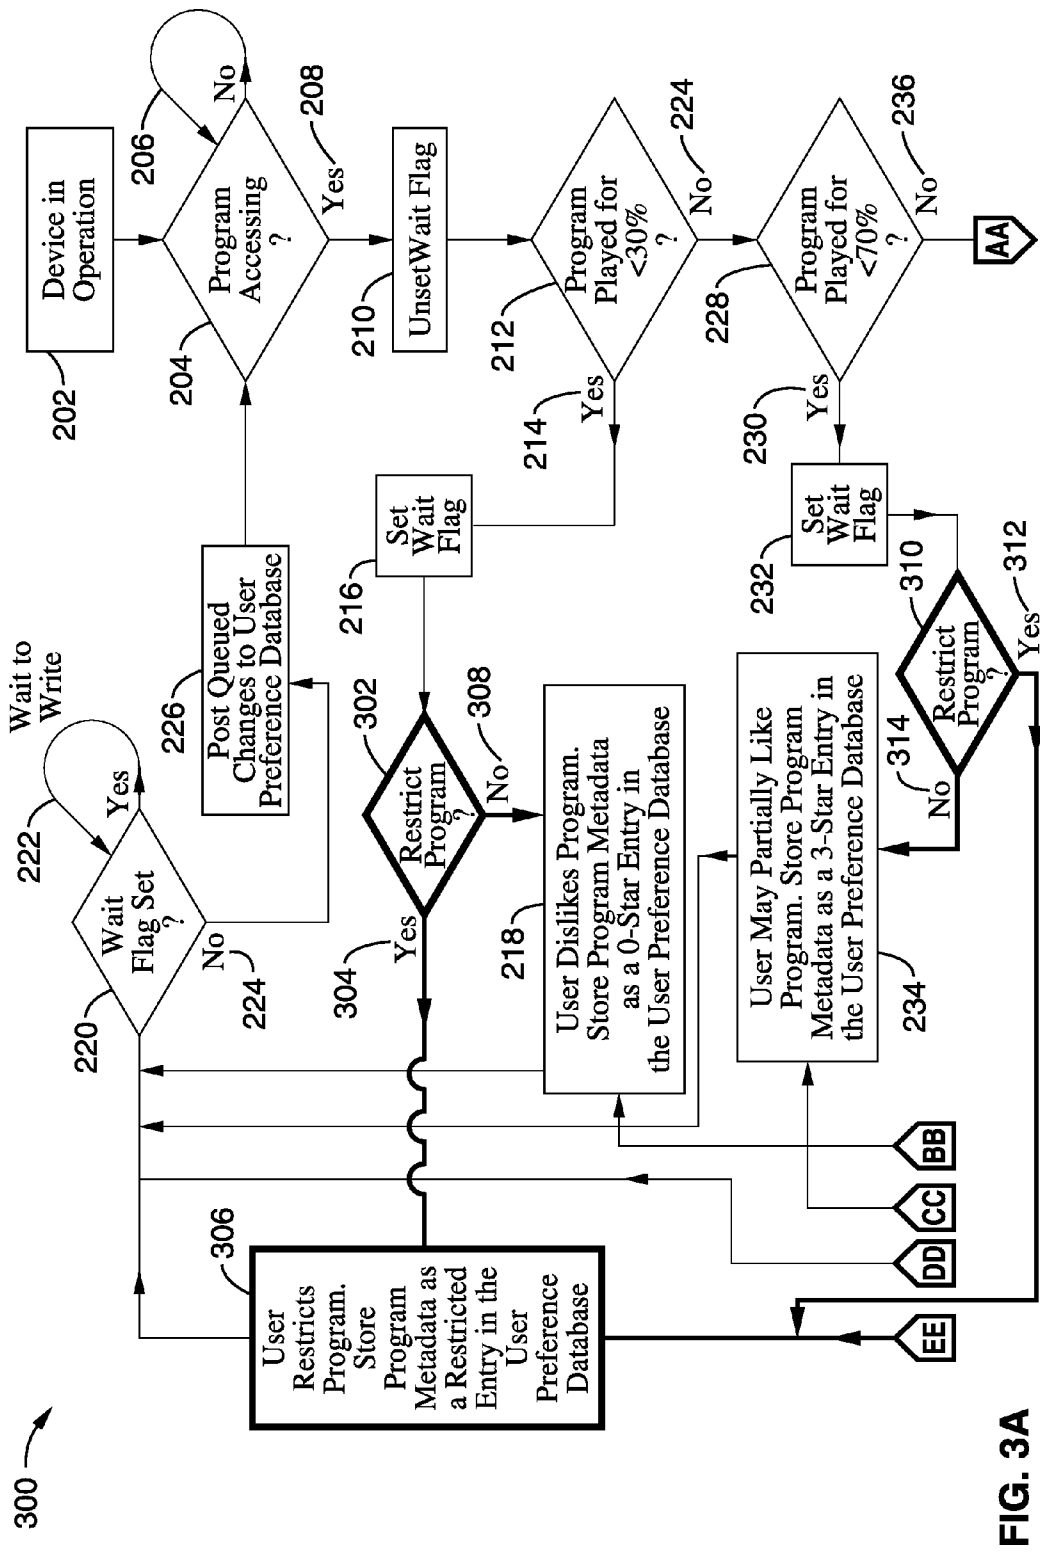 300
222
Wait to
Write
Yes
220
Wait
Flag Set
?
No
224
226
Post Queued
Changes to User
Preference Database
202
Device in
Operation
206
No
204
Program
Accessing
?
Yes
208
210
UnsetWait Flag
212
Program
Played for
<30%
?
No
224
214
Yes
216
Set
Wait
Flag
302
Restrict
Program
?
304
Yes
No
308
306
User
Restricts
Program.
Store
Program
Metadata as
a Restricted
Entry in the
User
Preference
Database
218
User Dislikes Program.
Store Program Metadata
as a 0-Star Entry in
the User Preference Database
228
Program
Played for
<70%
?
No
236
AA
230
Yes
232
Set
Wait
Flag
310
Restrict
Program
?
Yes
312
314
No
User May Partially Like
Program. Store Program
Metadata as a 3-Star Entry in
the User Preference Database
234
EE
DD
CC
BB
FIG. 3A